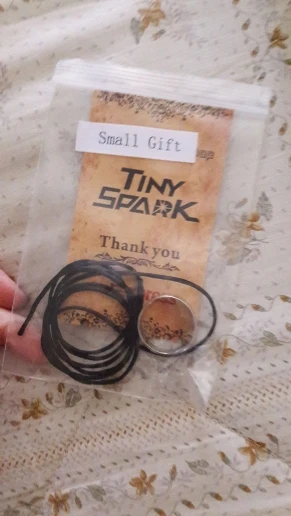 Small Gift
TINY
SPARK
Thank you